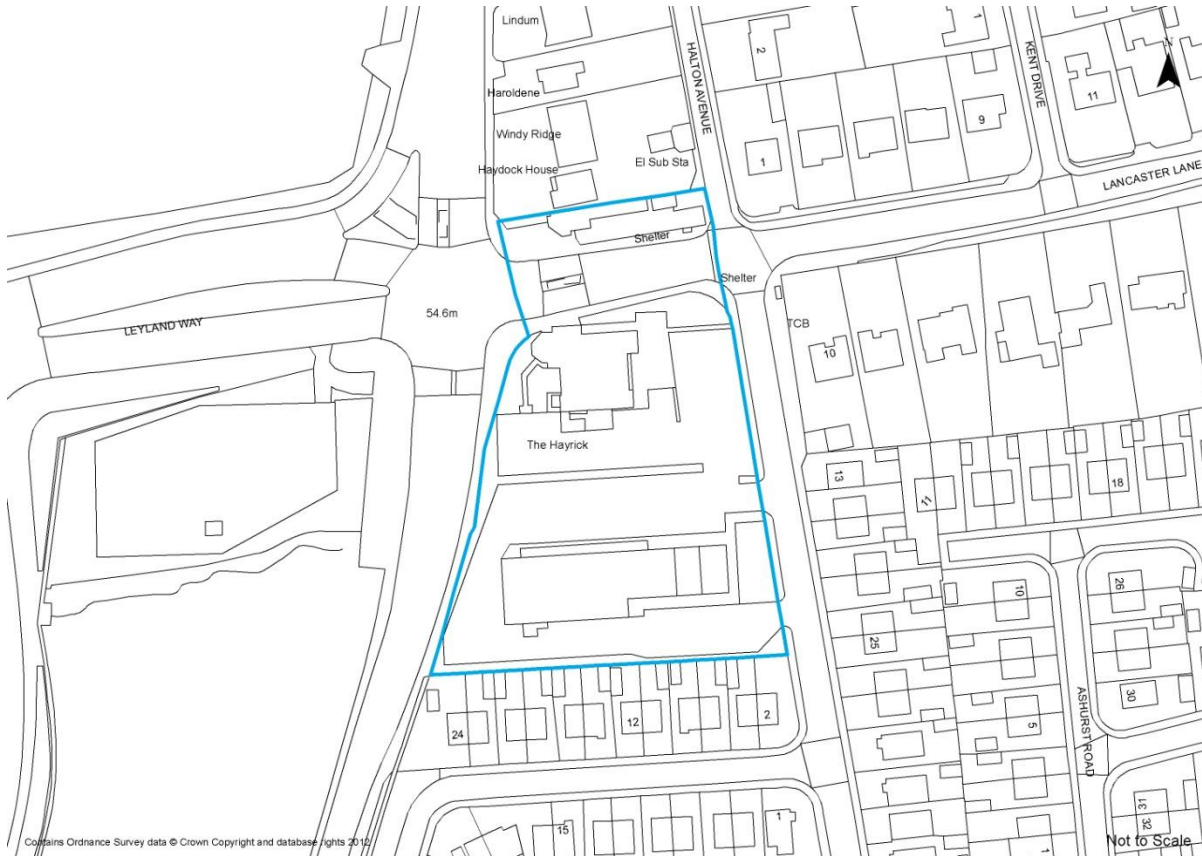 Lindum
HALTON AVENUE
2
1
KENT DRIVE
N
Haroldene
11
9
Windy Ridge
El Sub Sta
1
Haydock House
LANCASTER LANE
Shelter
Shelter
54.6m
LEYLAND WAY
TCB
10
The Hayrick
13
11
18
26
10
25
30
ASHURST ROAD
5
24
12
2
15
1
1
31
32
Contains Ordnance Survey data © Crown Copyright and database rights 2012
Not to Scale